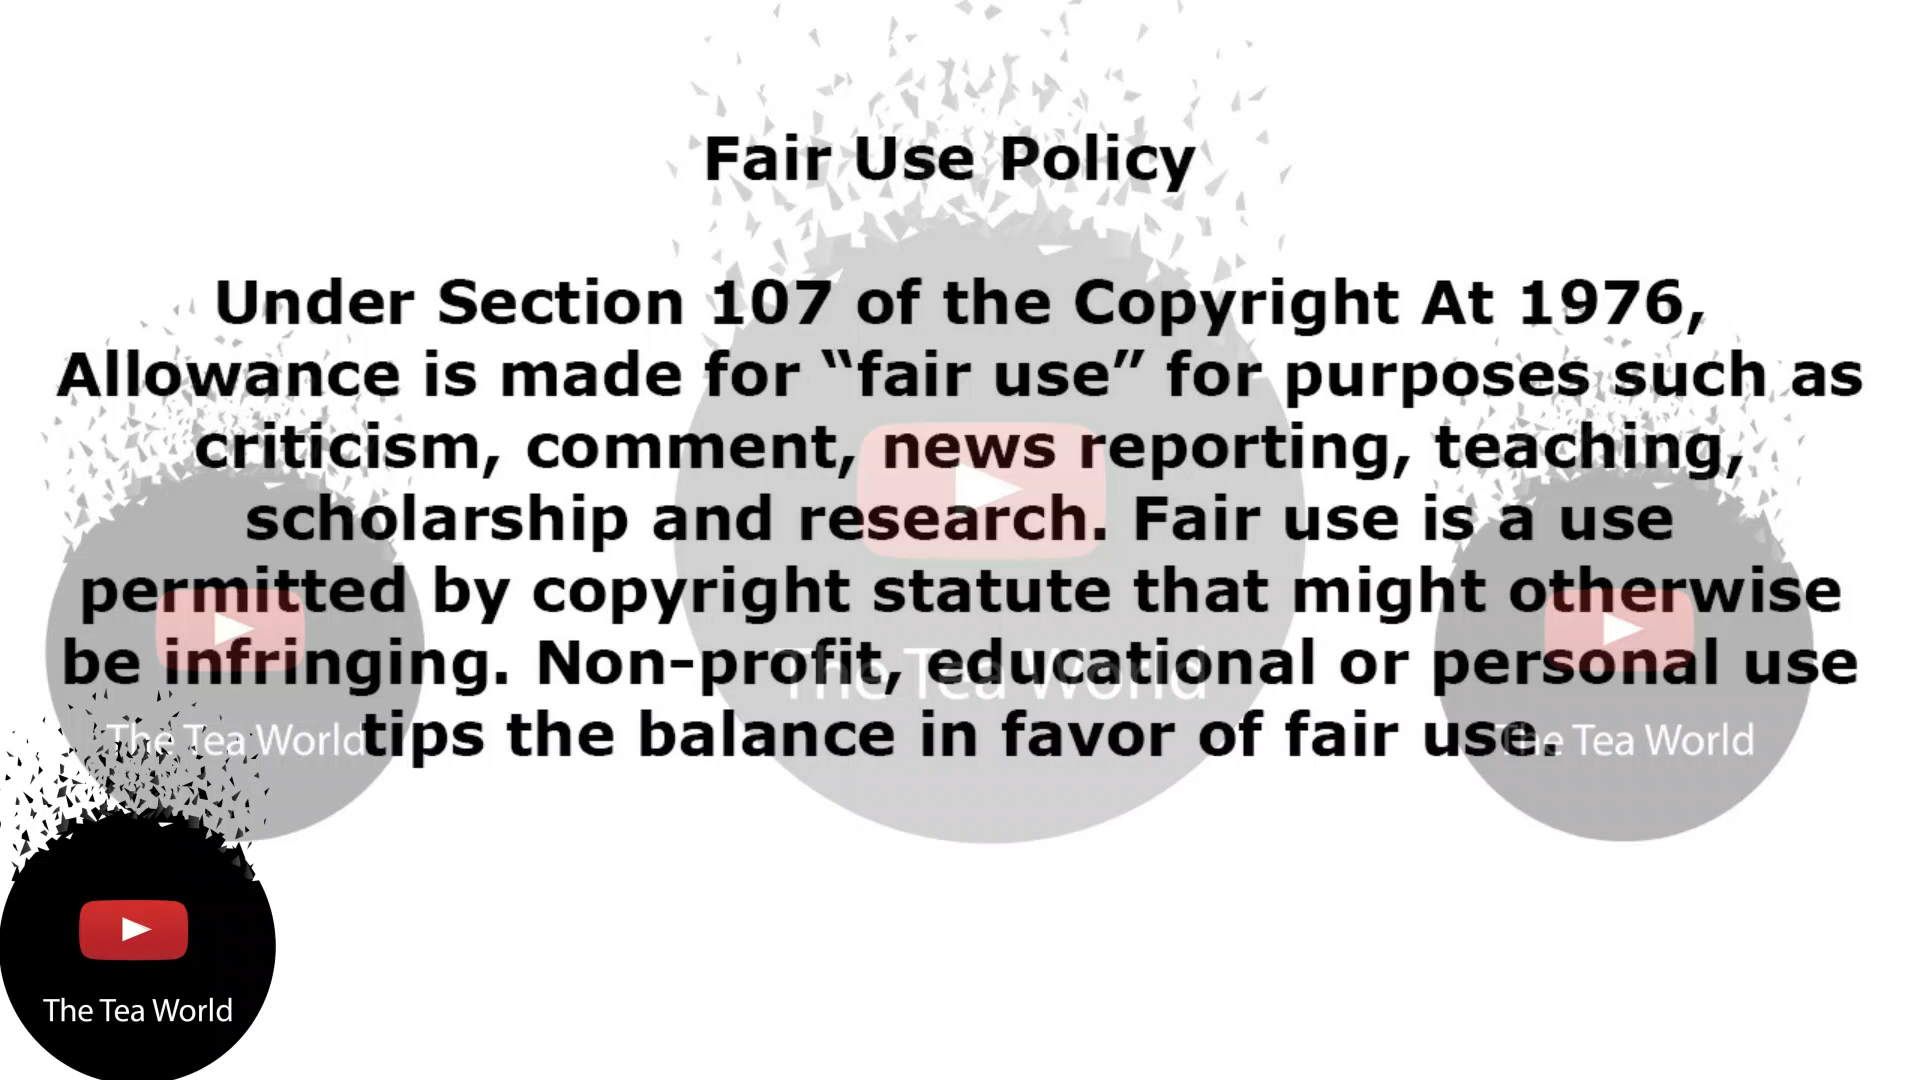 Fair Use Policy
Under Section 107 of the Copyright At 1976,
Allowance is made for “fair use” for purposes such as
criticism, comment, news reporting, teaching,
scholarship and research. Fair use is a use
permitted by copyright statute that might otherwise
be infringing. Non-profit, educational or personal use
tips the balance in favor of fair use.
The Tea World
The Tea World
The Tea World
The Tea World